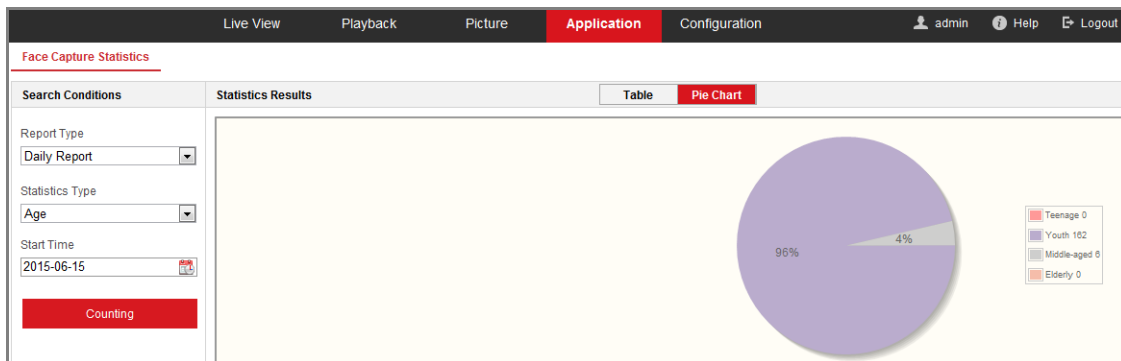 Live View Playback Picture Application Configuration admin Help Logout
Face Capture Statistics
Search Conditions
Statistics Results
Table Pie Chart
Report Type
Daily Report
Statistics Type
Age
Start Time
2015-06-15
Counting
96%
4%
Teenage 0
Youth 162
Middle-aged 6
Elderly 0